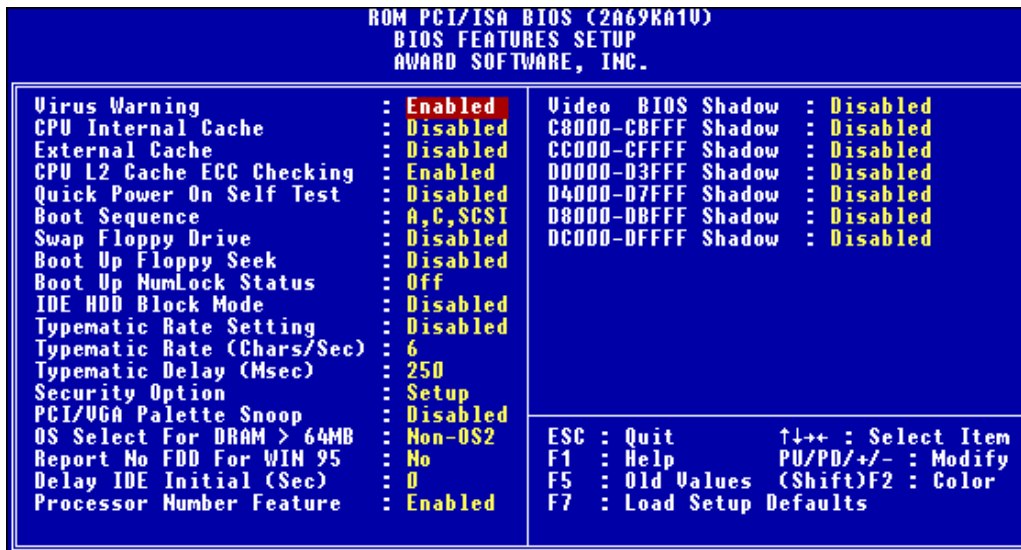 ROM PCI/ISA BIOS (2A69KA1V)
BIOS FEATURES SETUP
AWARD SOFTWARE, INC.
Virus Warning : Enabled
CPU Internal Cache : Disabled
External Cache : Disabled
CPU L2 Cache ECC Checking : Enabled
Quick Power On Self Test : Disabled
Boot Sequence : A,C,SCSI
Swap Floppy Drive : Disabled
Boot Up Floppy Seek : Disabled
Boot Up NumLock Status : Off
IDE HDD Block Mode : Disabled
Typematic Rate Setting : Disabled
Typematic Rate (Chars/Sec) : 6
Typematic Delay (Msec) : 250
Security Option : Setup
PCI/VGA Palette Snoop : Disabled
OS Select For DRAM > 64MB : Non-OS2
Report No FDD For WIN 95 : No
Delay IDE Initial (Sec) : 0
Processor Number Feature : Enabled
Video BIOS Shadow : Disabled
C8000-CBFFF Shadow : Disabled
CC000-CFFFF Shadow : Disabled
D0000-D3FFF Shadow : Disabled
D4000-D7FFF Shadow : Disabled
D8000-DBFFF Shadow : Disabled
DC000-DFFFF Shadow : Disabled
ESC : Quit ↑↓→← : Select Item
F1 : Help PU/PD/+/- : Modify
F5 : Old Values (Shift)F2 : Color
F7 : Load Setup Defaults